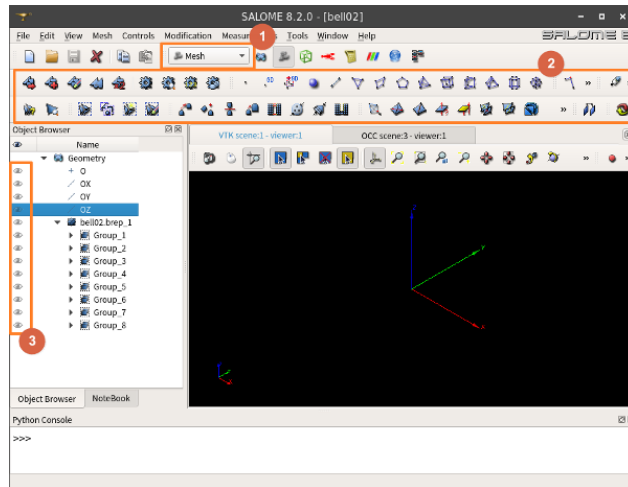 SALOME 8.2.0 - [bell02]
File Edit View Mesh Controls Modification Measu Tools Window Help
1
Mesh
2
Object Browser
VTK scene:1 - viewer:1
OCC scene:3 - viewer:1
Name
Geometry
O
OX
OY
OZ
bell02.brep_1
Group_1
Group_2
Group_3
Group_4
Group_5
Group_6
Group_7
Group_8
3
Object Browser
NoteBook
Python Console
>>>